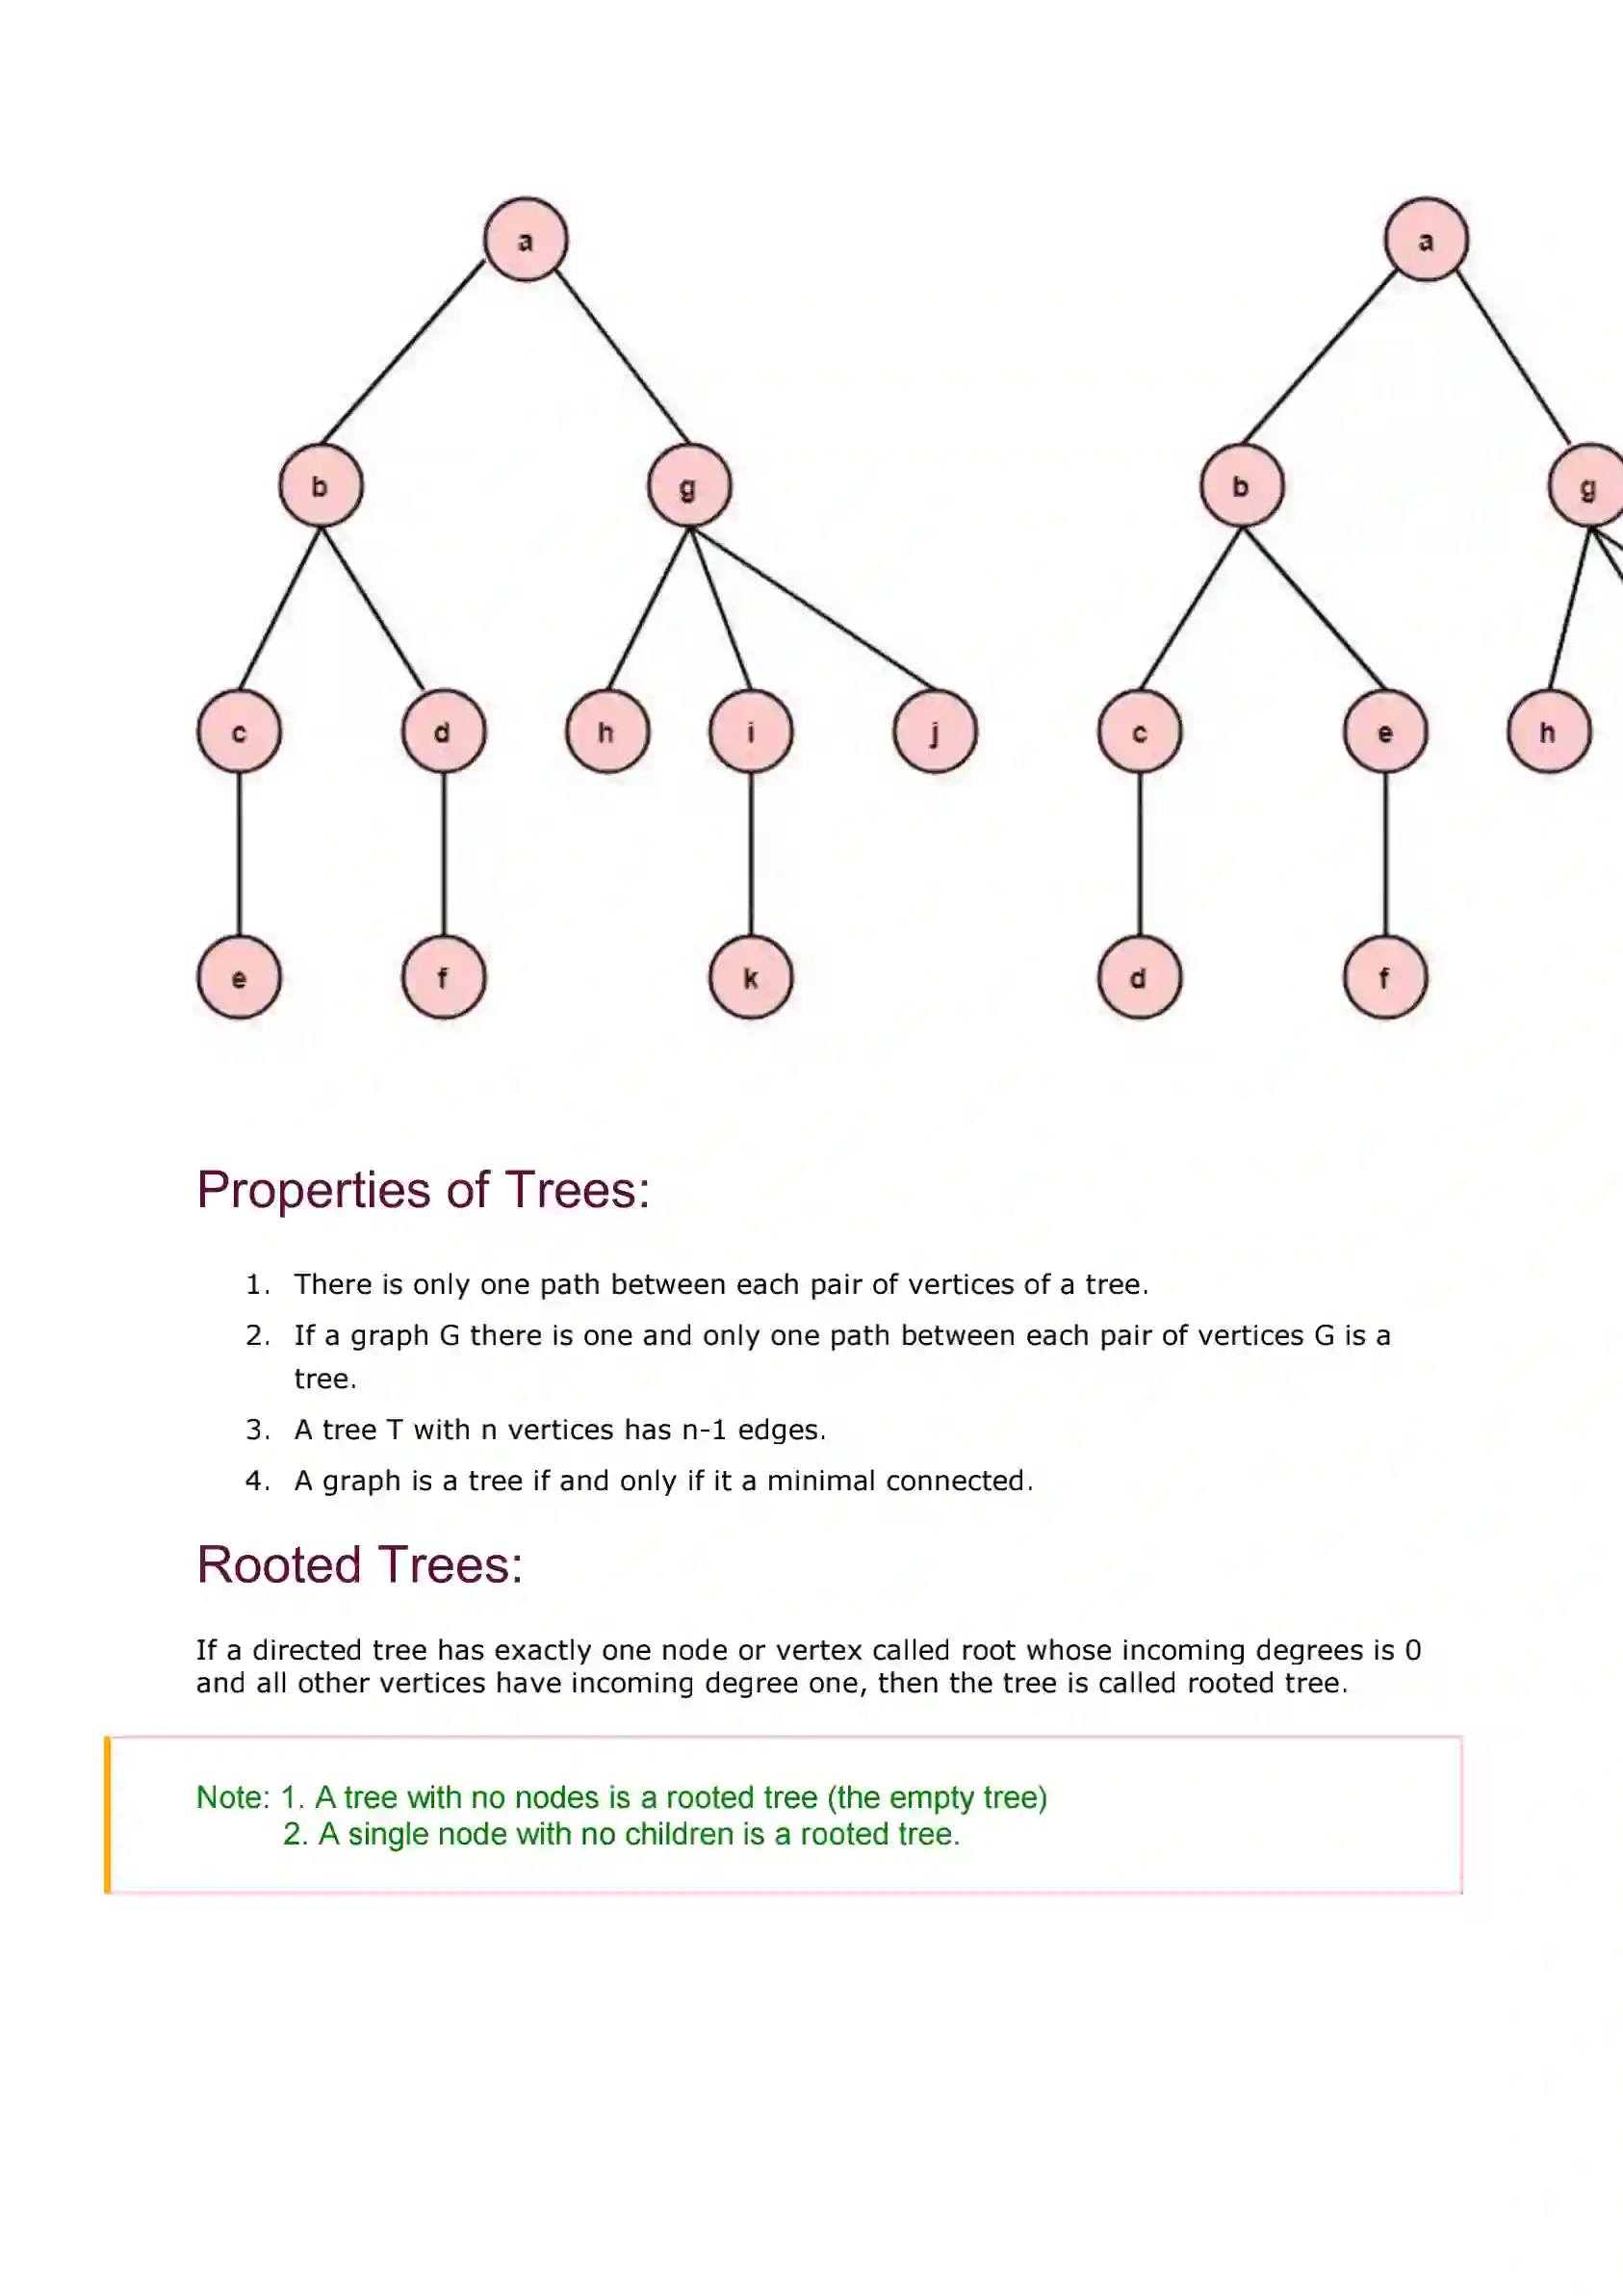 a
a
b
g
b
g
c
d
h
i
j
c
e
h
e
f
k
d
f
Properties of Trees:
1. There is only one path between each pair of vertices of a tree.
2. If a graph G there is one and only one path between each pair of vertices G is a
tree.
3. A tree T with n vertices has n-1 edges.
4. A graph is a tree if and only if it a minimal connected.
Rooted Trees:
If a directed tree has exactly one node or vertex called root whose incoming degrees is 0
and all other vertices have incoming degree one, then the tree is called rooted tree.
Note: 1. A tree with no nodes is a rooted tree (the empty tree)
2. A single node with no children is a rooted tree.